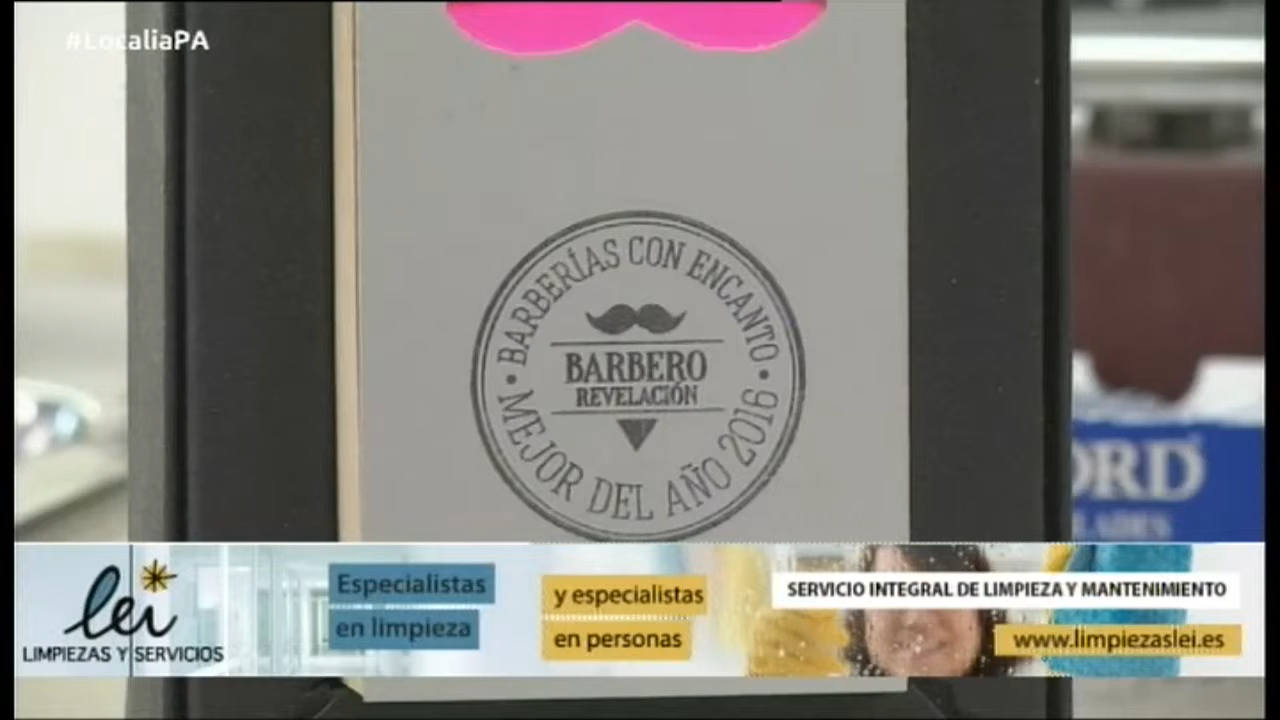 #LocaliaPA
BARBERÍAS CON ENCANTO
BARBERO
REVELACIÓN
MEJOR DEL AÑO 2016
ORD
BLADES
lei
LIMPIEZAS Y SERVICIOS
Especialistas
en limpieza
y especialistas
en personas
SERVICIO INTEGRAL DE LIMPIEZA Y MANTENIMIENTO
www.limpiezaslei.es